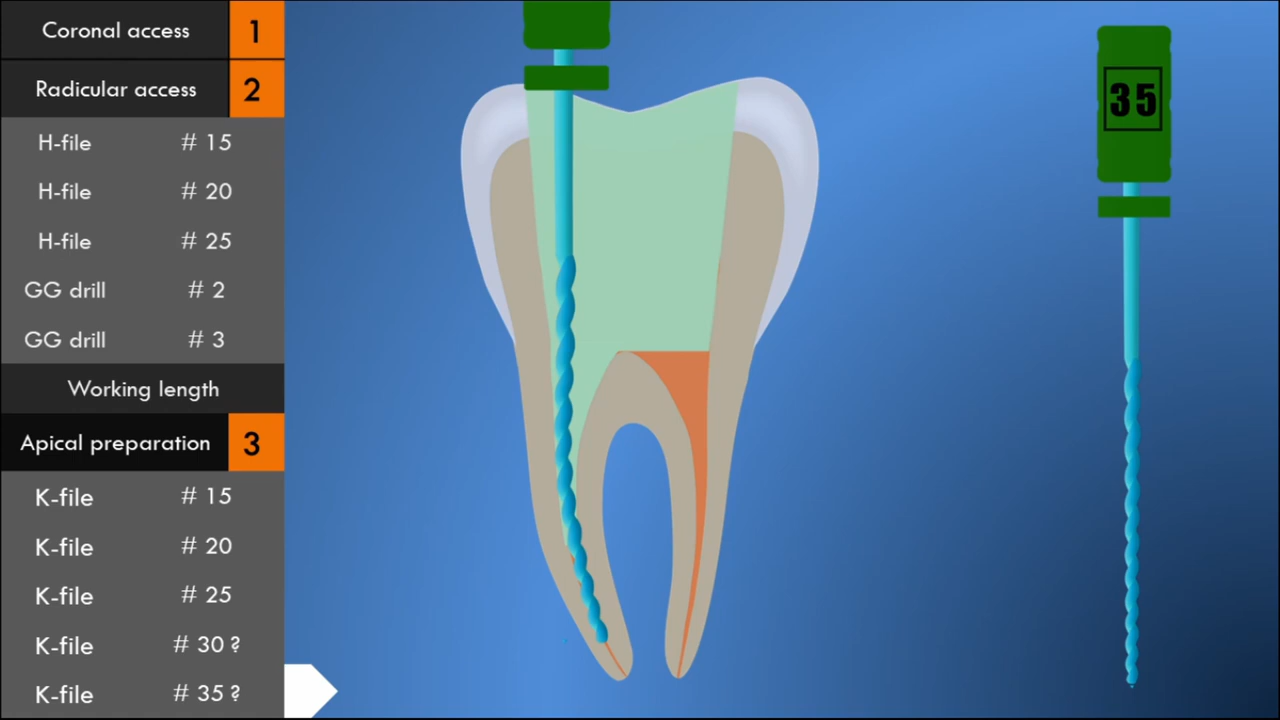 Coronal access 1
Radicular access 2
H-file # 15
H-file # 20
H-file # 25
GG drill # 2
GG drill # 3
Working length
Apical preparation 3
K-file # 15
K-file # 20
K-file # 25
K-file # 30 ?
K-file # 35 ?
35